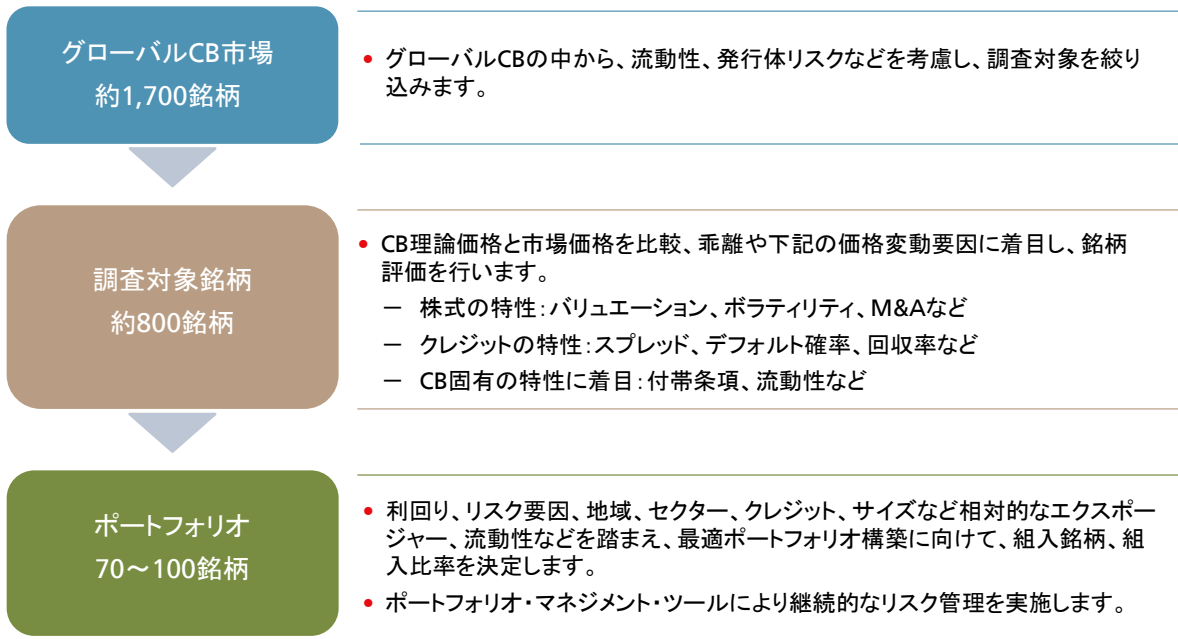 グローバルCB市場
約1,700銘柄
• グローバルCBの中から、流動性、発行体リスクなどを考慮し、調査対象を絞り
込みます。
調査対象銘柄
約800銘柄
• CB理論価格と市場価格を比較、乖離や下記の価格変動要因に着目し、銘柄
評価を行います。
－ 株式の特性：バリュエーション、ボラティリティ、M&Aなど
－ クレジットの特性：スプレッド、デフォルト確率、回収率など
－ CB固有の特性に着目：付帯条項、流動性など
ポートフォリオ
70～100銘柄
• 利回り、リスク要因、地域、セクター、クレジット、サイズなど相対的なエクスポー
ジャー、流動性などを踏まえ、最適ポートフォリオ構築に向けて、組入銘柄、組
入比率を決定します。
• ポートフォリオ・マネジメント・ツールにより継続的なリスク管理を実施します。